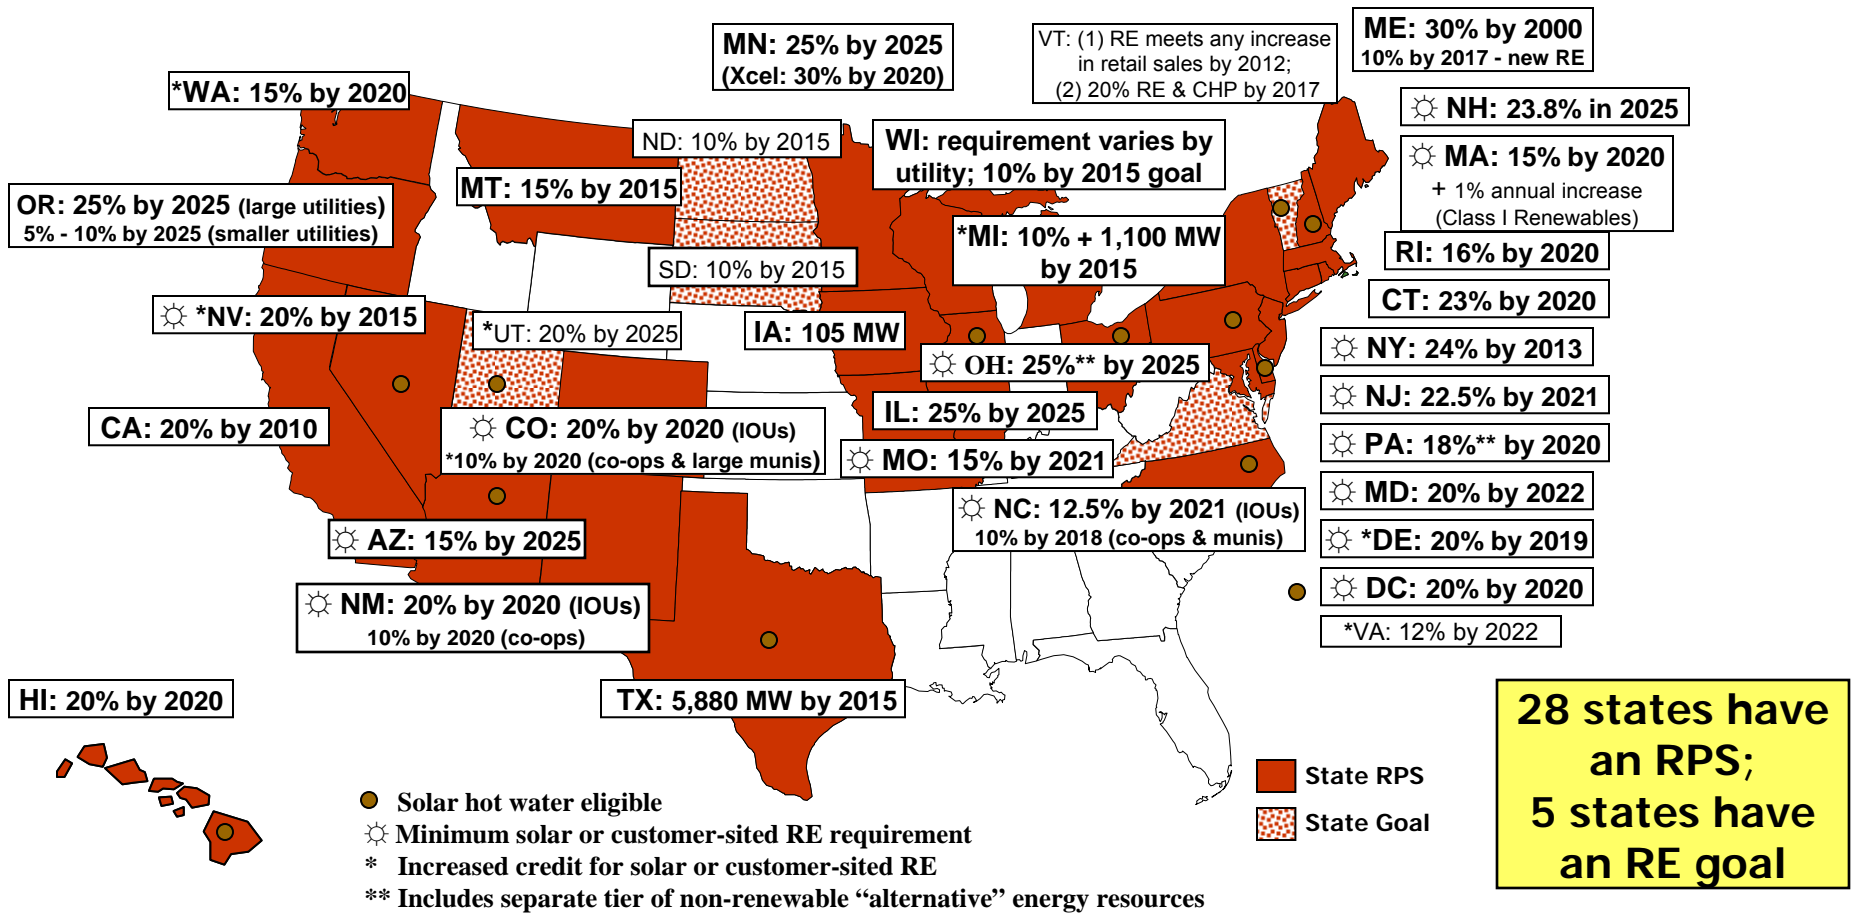 MN: 25% by 2025
(Xcel: 30% by 2020)
VT: (1) RE meets any increase
in retail sales by 2012;
(2) 20% RE & CHP by 2017
ME: 30% by 2000
10% by 2017 - new RE
*WA: 15% by 2020
☼ NH: 23.8% in 2025
ND: 10% by 2015
WI: requirement varies by
utility; 10% by 2015 goal
☼ MA: 15% by 2020
+ 1% annual increase
(Class I Renewables)
MT: 15% by 2015
OR: 25% by 2025 (large utilities)
5% - 10% by 2025 (smaller utilities)
*MI: 10% + 1,100 MW
by 2015
RI: 16% by 2020
SD: 10% by 2015
CT: 23% by 2020
☼ *NV: 20% by 2015
*UT: 20% by 2025
IA: 105 MW
☼ NY: 24% by 2013
☼ OH: 25%** by 2025
☼ NJ: 22.5% by 2021
CA: 20% by 2010
☼ CO: 20% by 2020 (IOUs)
*10% by 2020 (co-ops & large munis)
IL: 25% by 2025
☼ PA: 18%** by 2020
☼ MO: 15% by 2021
☼ MD: 20% by 2022
☼ NC: 12.5% by 2021 (IOUs)
10% by 2018 (co-ops & munis)
☼ AZ: 15% by 2025
☼ *DE: 20% by 2019
☼ DC: 20% by 2020
☼ NM: 20% by 2020 (IOUs)
10% by 2020 (co-ops)
*VA: 12% by 2022
HI: 20% by 2020
TX: 5,880 MW by 2015
28 states have
an RPS;
5 states have
an RE goal
State RPS
State Goal
Solar hot water eligible
☼ Minimum solar or customer-sited RE requirement
* Increased credit for solar or customer-sited RE
** Includes separate tier of non-renewable “alternative” energy resources